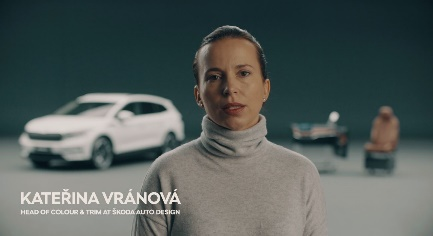 KATEŘINA VRÁNOVÁ
HEAD OF COLOUR & TRIM AT ŠKODA AUTO DESIGN